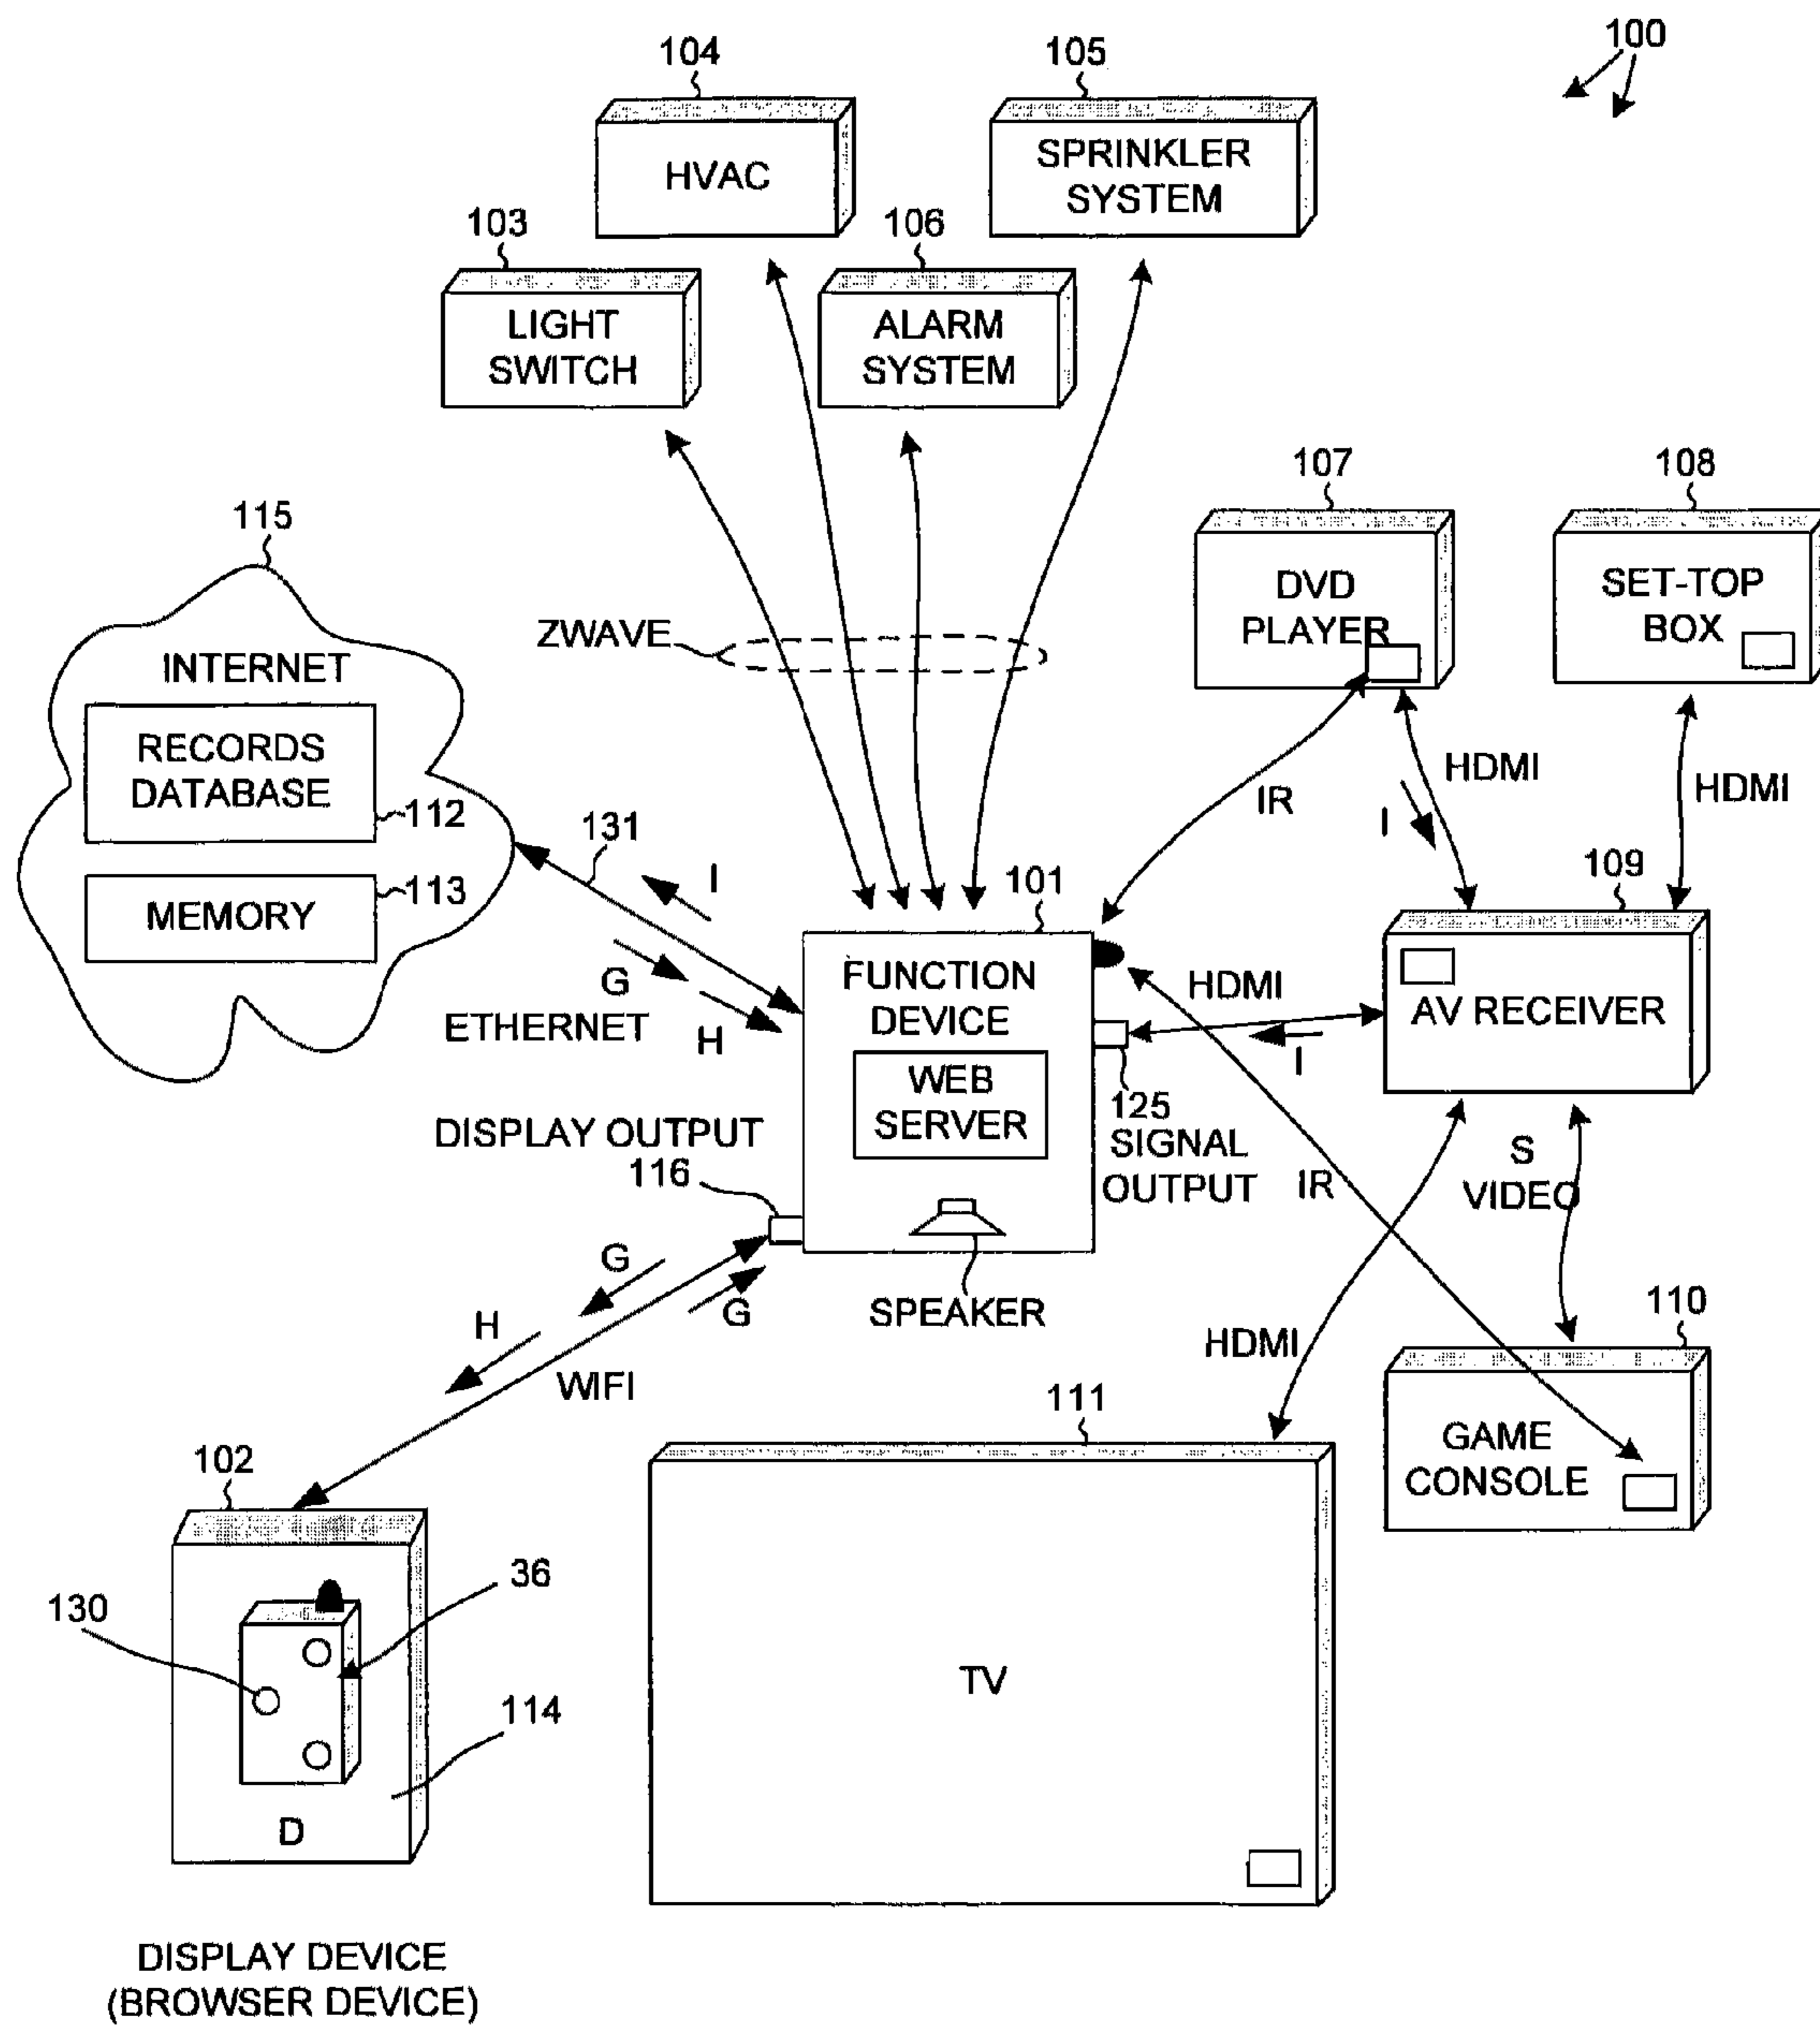 100
104
105
HVAC
SPRINKLER
SYSTEM
103
106
LIGHT
SWITCH
ALARM
SYSTEM
107
108
DVD
PLAYER
SET-TOP
BOX
115
ZWAVE
INTERNET
RECORDS
DATABASE
112
MEMORY
113
131
I
G
H
ETHERNET
IR
HDMI
I
HDMI
101
109
FUNCTION
DEVICE
WEB
SERVER
HDMI
I
AV RECEIVER
125
SIGNAL
OUTPUT
DISPLAY OUTPUT
116
IR
S
VIDEO
SPEAKER
G
G
H
WIFI
HDMI
110
GAME
CONSOLE
111
TV
102
36
130
114
D
DISPLAY DEVICE
(BROWSER DEVICE)